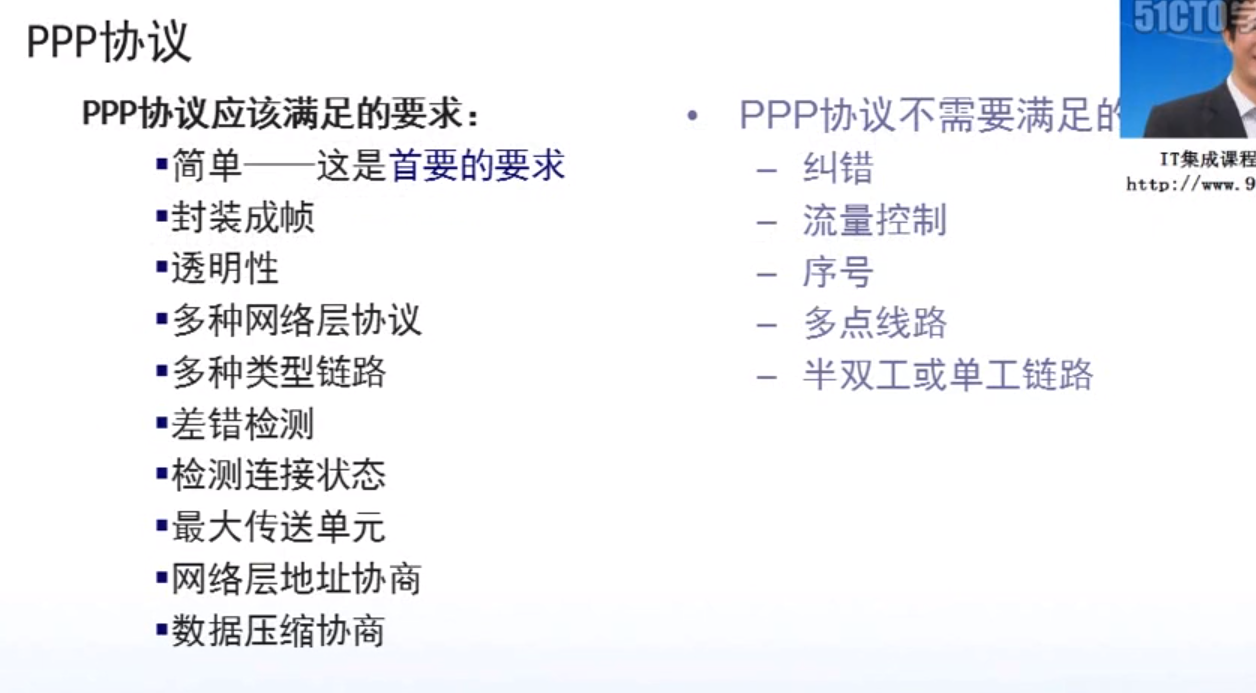 PPP协议
PPP协议应该满足的要求：
▪简单——这是首要的要求
▪封装成帧
▪透明性
▪多种网络层协议
▪多种类型链路
▪差错检测
▪检测连接状态
▪最大传送单元
▪网络层地址协商
▪数据压缩协商
• PPP协议不需要满足的
– 纠错
– 流量控制
– 序号
– 多点线路
– 半双工或单工链路
51CTO学
IT集成课程
http://www.9